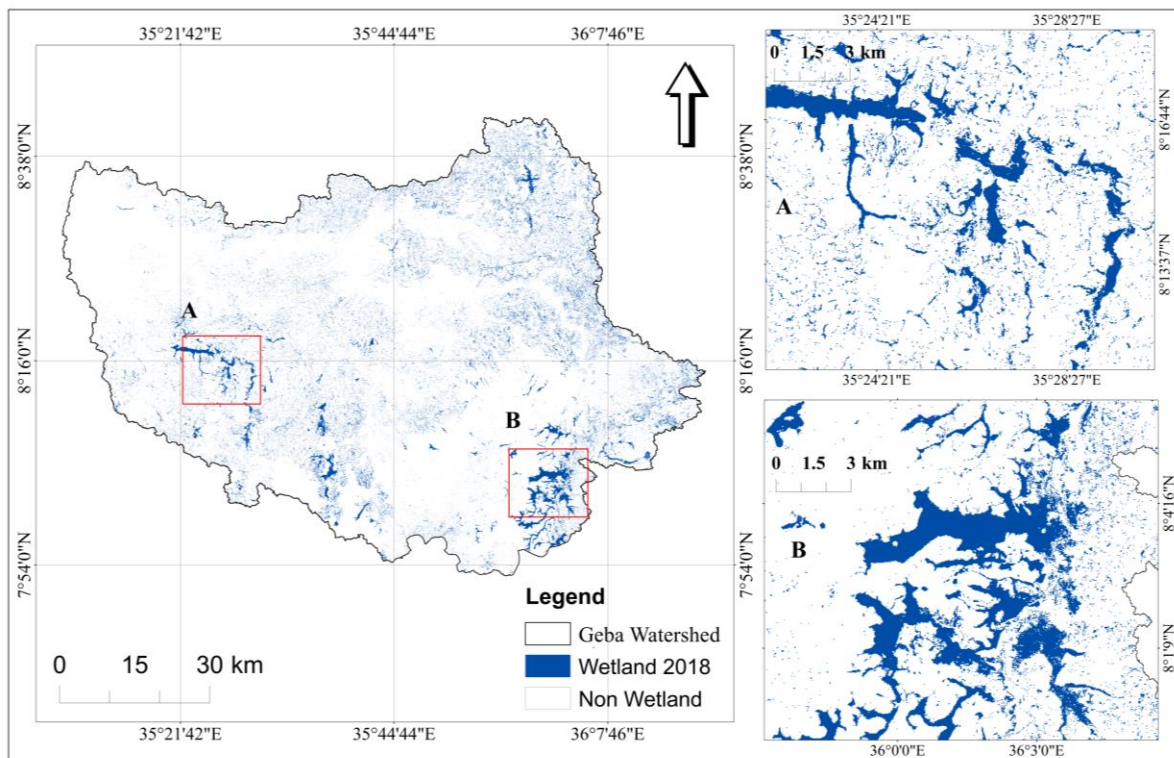 35°21'42"E 35°44'44"E 36°7'46"E
8°38'0"N
8°38'0"N
A
8°16'0"N
8°16'0"N
B
7°54'0"N
7°54'0"N
Legend
Geba Watershed
Wetland 2018
Non Wetland
0 15 30 km
35°21'42"E 35°44'44"E 36°7'46"E
35°24'21"E 35°28'27"E
0 1.5 3 km
8°16'44"N
A
8°13'37"N
35°24'21"E 35°28'27"E
0 1.5 3 km
8°4'16"N
B
8°1'9"N
36°0'0"E 36°3'0"E